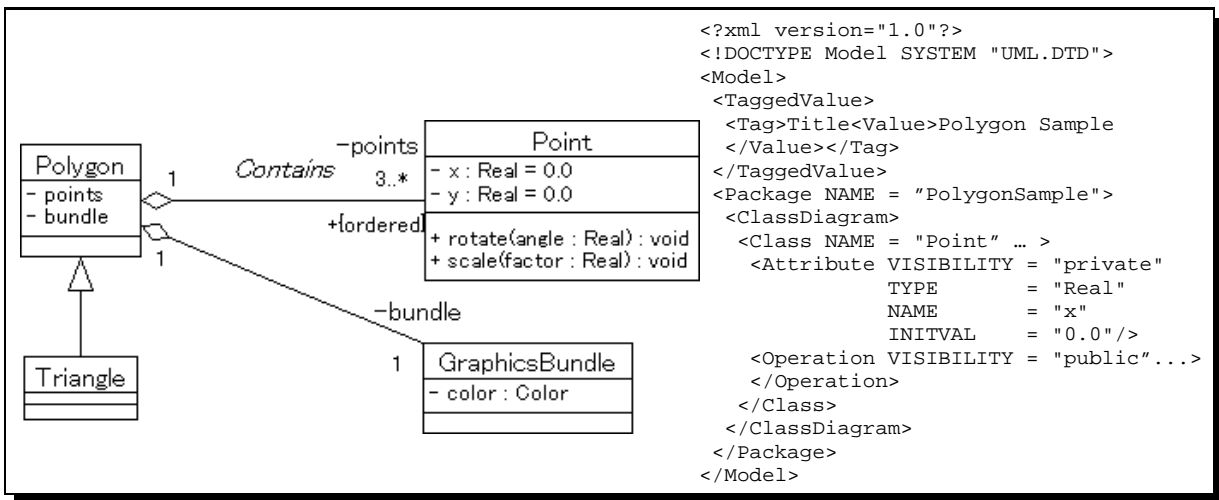 Polygon
- points
- bundle
1
Contains
-points
3..*
+{ordered}
Point
- x : Real = 0.0
- y : Real = 0.0
+ rotate(angle : Real) : void
+ scale(factor : Real) : void
1
-bundle
1
GraphicsBundle
- color : Color
Triangle
<?xml version="1.0"?>
<!DOCTYPE Model SYSTEM "UML.DTD">
<Model>
<TaggedValue>
<Tag>Title<Value>Polygon Sample
</Value></Tag>
</TaggedValue>
<Package NAME = ”PolygonSample">
<ClassDiagram>
<Class NAME = "Point” … >
<Attribute VISIBILITY = "private"
TYPE = "Real"
NAME = "x"
INITVAL = "0.0"/>
<Operation VISIBILITY = "public”...>
</Operation>
</Class>
</ClassDiagram>
</Package>
</Model>